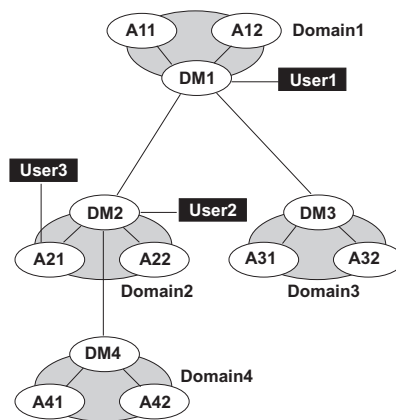 A11
A12
Domain1
DM1
User1
User3
DM2
User2
DM3
A21
A22
A31
A32
Domain2
Domain3
DM4
Domain4
A41
A42